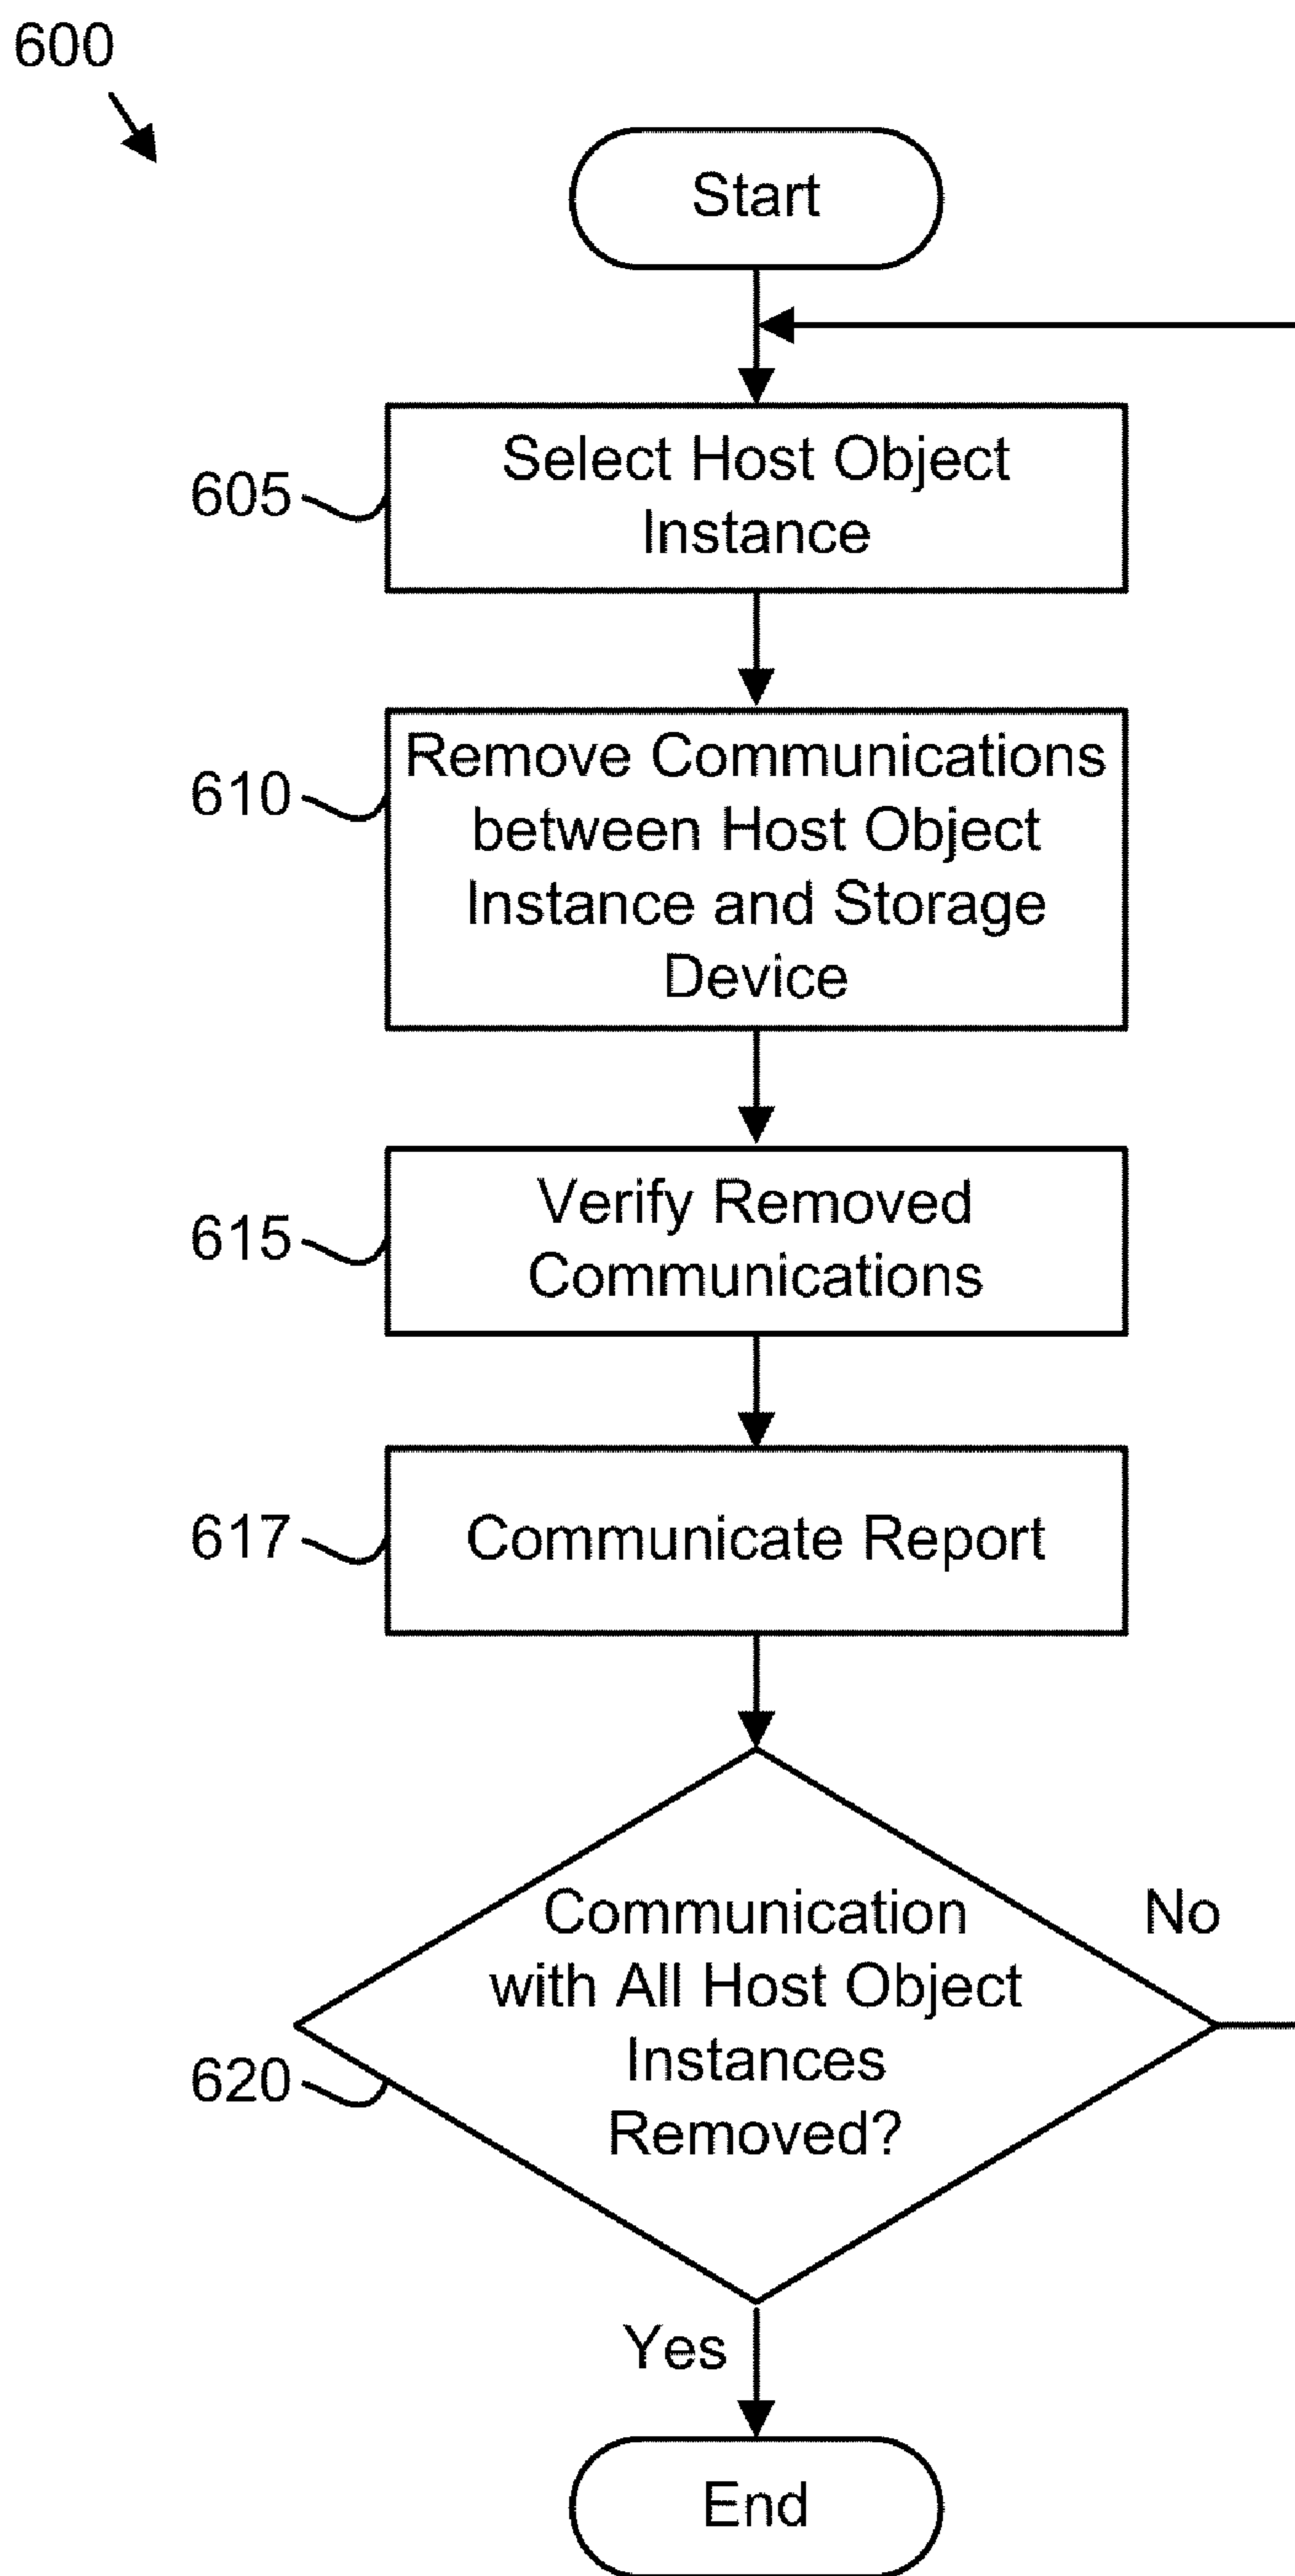 600
Start
605
Select Host Object
Instance
610
Remove Communications
between Host Object
Instance and Storage
Device
615
Verify Removed
Communications
617
Communicate Report
620
Communication
with All Host Object
Instances
Removed?
No
Yes
End